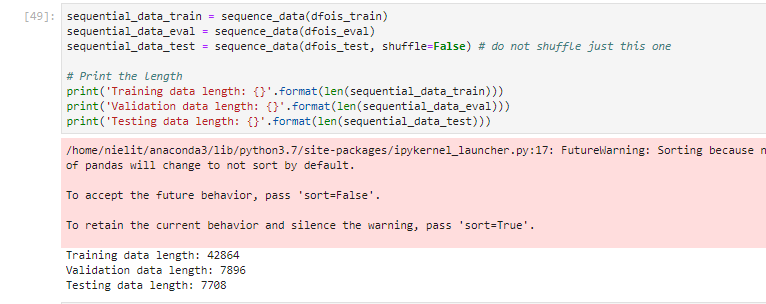 [49]: sequential_data_train = sequence_data(dfois_train)
sequential_data_eval = sequence_data(dfois_eval)
sequential_data_test = sequence_data(dfois_test, shuffle=False) # do not shuffle just this one
# Print the length
print('Training data length: {}'.format(len(sequential_data_train)))
print('Validation data length: {}'.format(len(sequential_data_eval)))
print('Testing data length: {}'.format(len(sequential_data_test)))
/home/nielit/anaconda3/lib/python3.7/site-packages/ipykernel_launcher.py:17: FutureWarning: Sorting because
of pandas will change to not sort by default.
To accept the future behavior, pass 'sort=False'.
To retain the current behavior and silence the warning, pass 'sort=True'.
Training data length: 42864
Validation data length: 7896
Testing data length: 7708